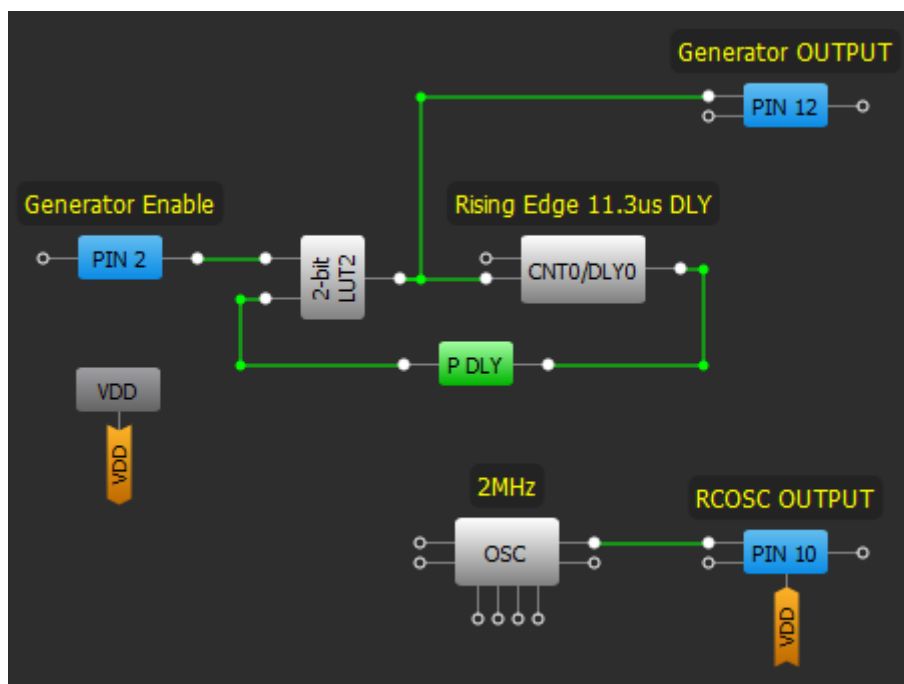 Generator OUTPUT
PIN 12
Generator Enable
Rising Edge 11.3us DLY
PIN 2
2-bit
LUT2
CNT0/DLY0
P DLY
VDD
VDD
2MHz
RCOSC OUTPUT
OSC
PIN 10
VDD